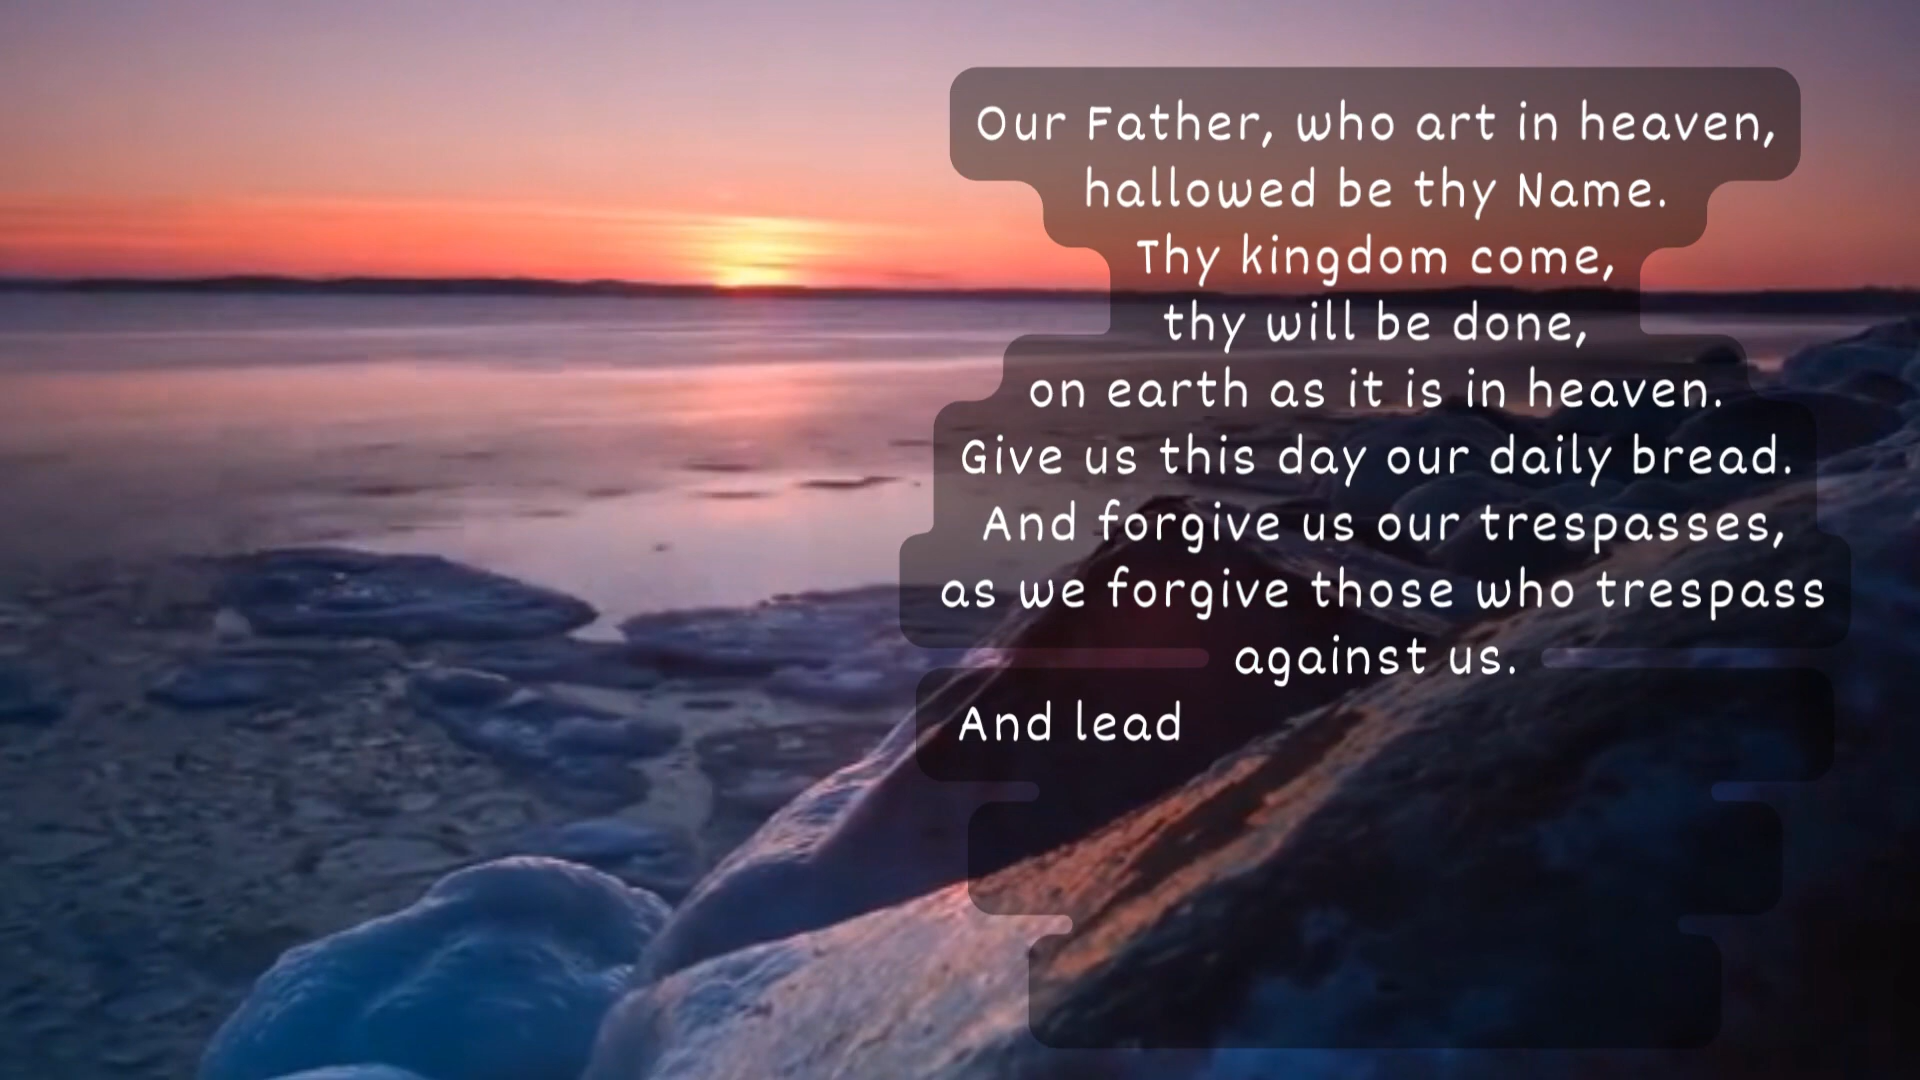 Our Father, who art in heaven,
hallowed be thy Name.
Thy kingdom come,
thy will be done,
on earth as it is in heaven.
Give us this day our daily bread.
And forgive us our trespasses,
as we forgive those who trespass
against us.
And lead